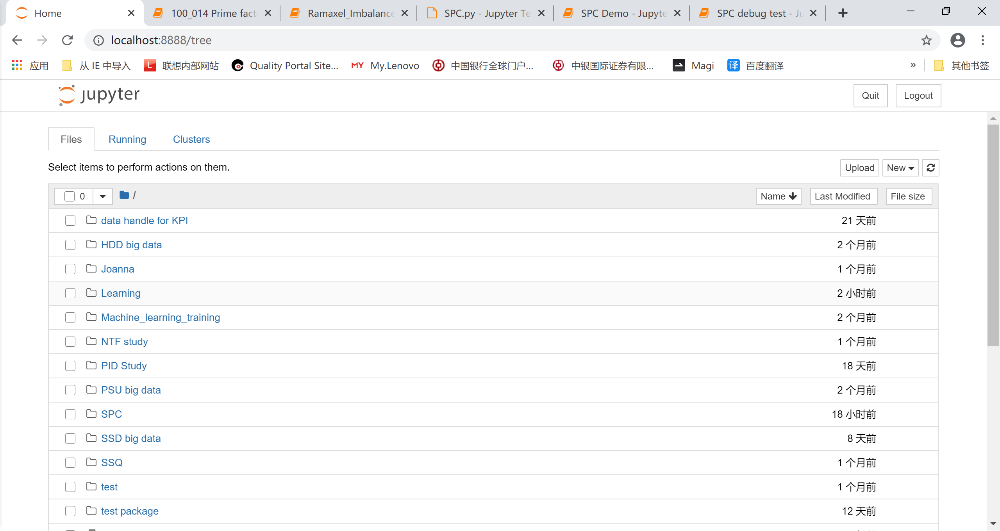 Home 100_014 Prime fact Ramaxel_Imbalance SPC.py - Jupyter Te SPC Demo - Jupyte SPC debug test - Ju
localhost:8888/tree
应用 从 IE 中导入 联想内部网站 Quality Portal Site... MY My.Lenovo 中国银行全球门户... 中银国际证券有限... Magi 译 百度翻译 » 其他书签
jupyter Quit Logout
Files Running Clusters
Select items to perform actions on them. Upload New
0 / Name Last Modified File size
data handle for KPI 21 天前
HDD big data 2 个月前
Joanna 1 个月前
Learning 2 小时前
Machine_learning_training 2 个月前
NTF study 1 个月前
PID Study 18 天前
PSU big data 2 个月前
SPC 18 小时前
SSD big data 8 天前
SSQ 1 个月前
test 1 个月前
test package 12 天前